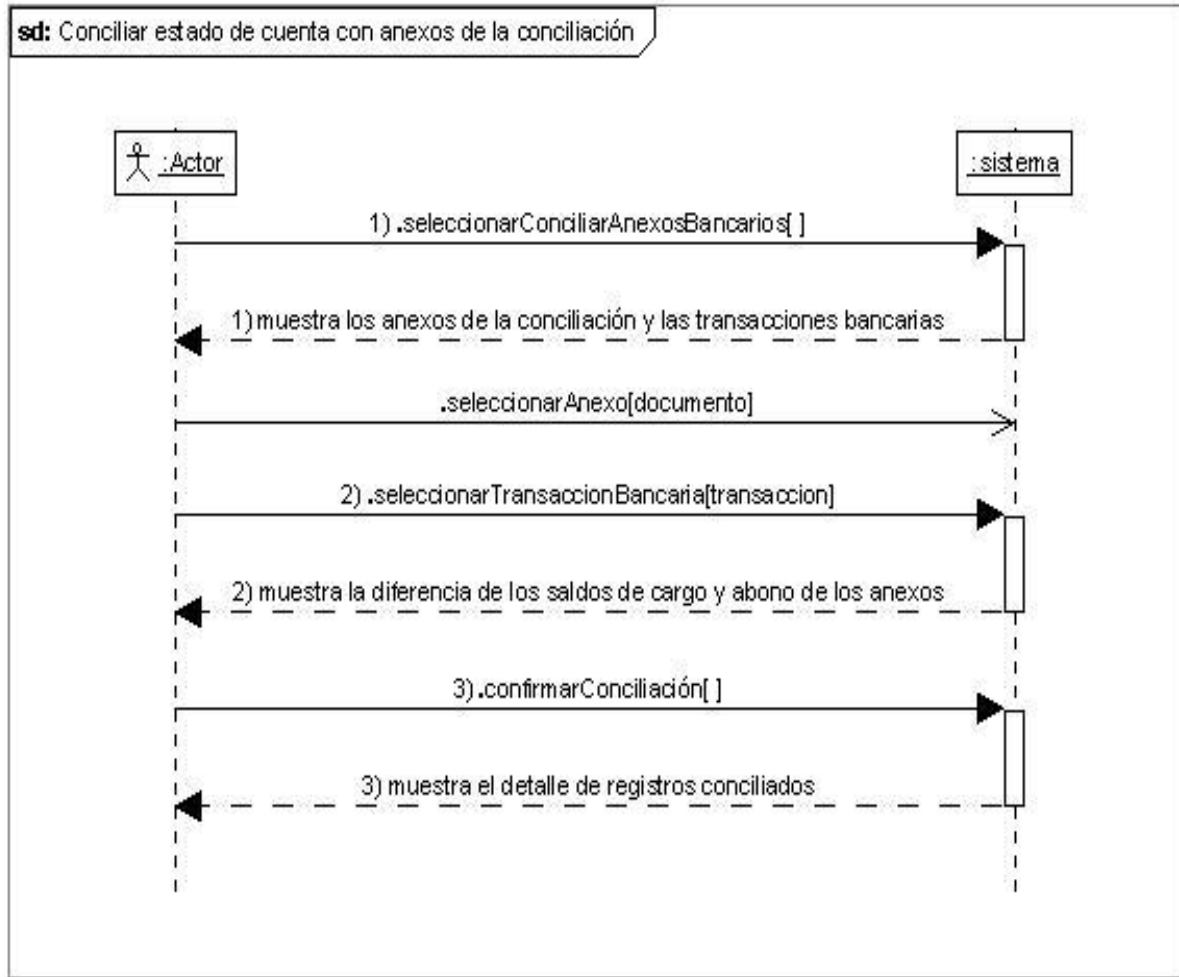 sd: Conciliar estado de cuenta con anexos de la conciliación
:Actor
:sistema
1) .seleccionarConciliarAnexosBancarios[ ]
1) muestra los anexos de la conciliación y las transacciones bancarias
.seleccionarAnexo[documento]
2) .seleccionarTransaccionBancaria[transaccion]
2) muestra la diferencia de los saldos de cargo y abono de los anexos
3) .confirmarConciliación[ ]
3) muestra el detalle de registros conciliados